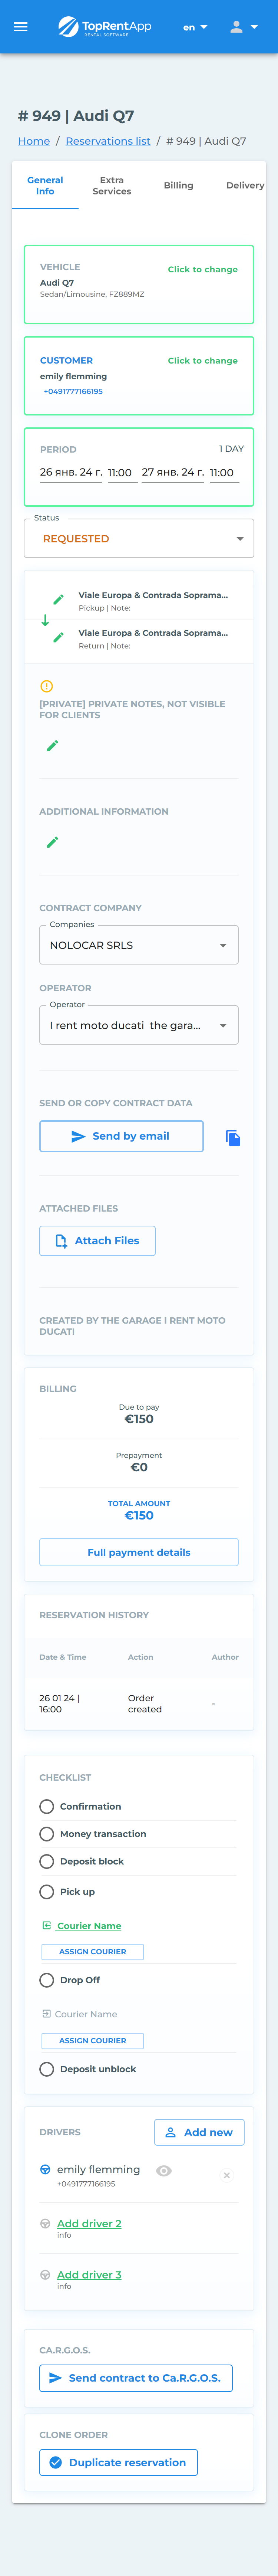 TopRentApp
RENTAL SOFTWARE
en
# 949 | Audi Q7
Home / Reservations list / # 949 | Audi Q7
General
Info
Extra
Services
Billing
Delivery
VEHICLE
Click to change
Audi Q7
Sedan/Limousine, FZ889MZ
CUSTOMER
Click to change
emily flemming
+0491777166195
PERIOD
1 DAY
26 янв. 24 г. 11:00 27 янв. 24 г. 11:00
Status
REQUESTED
Viale Europa & Contrada Soprama...
Pickup | Note:
Viale Europa & Contrada Soprama...
Return | Note:
[PRIVATE] PRIVATE NOTES, NOT VISIBLE
FOR CLIENTS
ADDITIONAL INFORMATION
CONTRACT COMPANY
Companies
NOLOCAR SRLS
OPERATOR
Operator
I rent moto ducati the gara...
SEND OR COPY CONTRACT DATA
Send by email
ATTACHED FILES
Attach Files
CREATED BY THE GARAGE I RENT MOTO
DUCATI
BILLING
Due to pay
€150
Prepayment
€0
TOTAL AMOUNT
€150
Full payment details
RESERVATION HISTORY
Date & Time Action Author
26 01 24 |
16:00
Order
created
-
CHECKLIST
Confirmation
Money transaction
Deposit block
Pick up
Courier Name
ASSIGN COURIER
Drop Off
Courier Name
ASSIGN COURIER
Deposit unblock
DRIVERS
Add new
emily flemming
+0491777166195
Add driver 2
info
Add driver 3
info
CA.R.G.O.S.
Send contract to Ca.R.G.O.S.
CLONE ORDER
Duplicate reservation